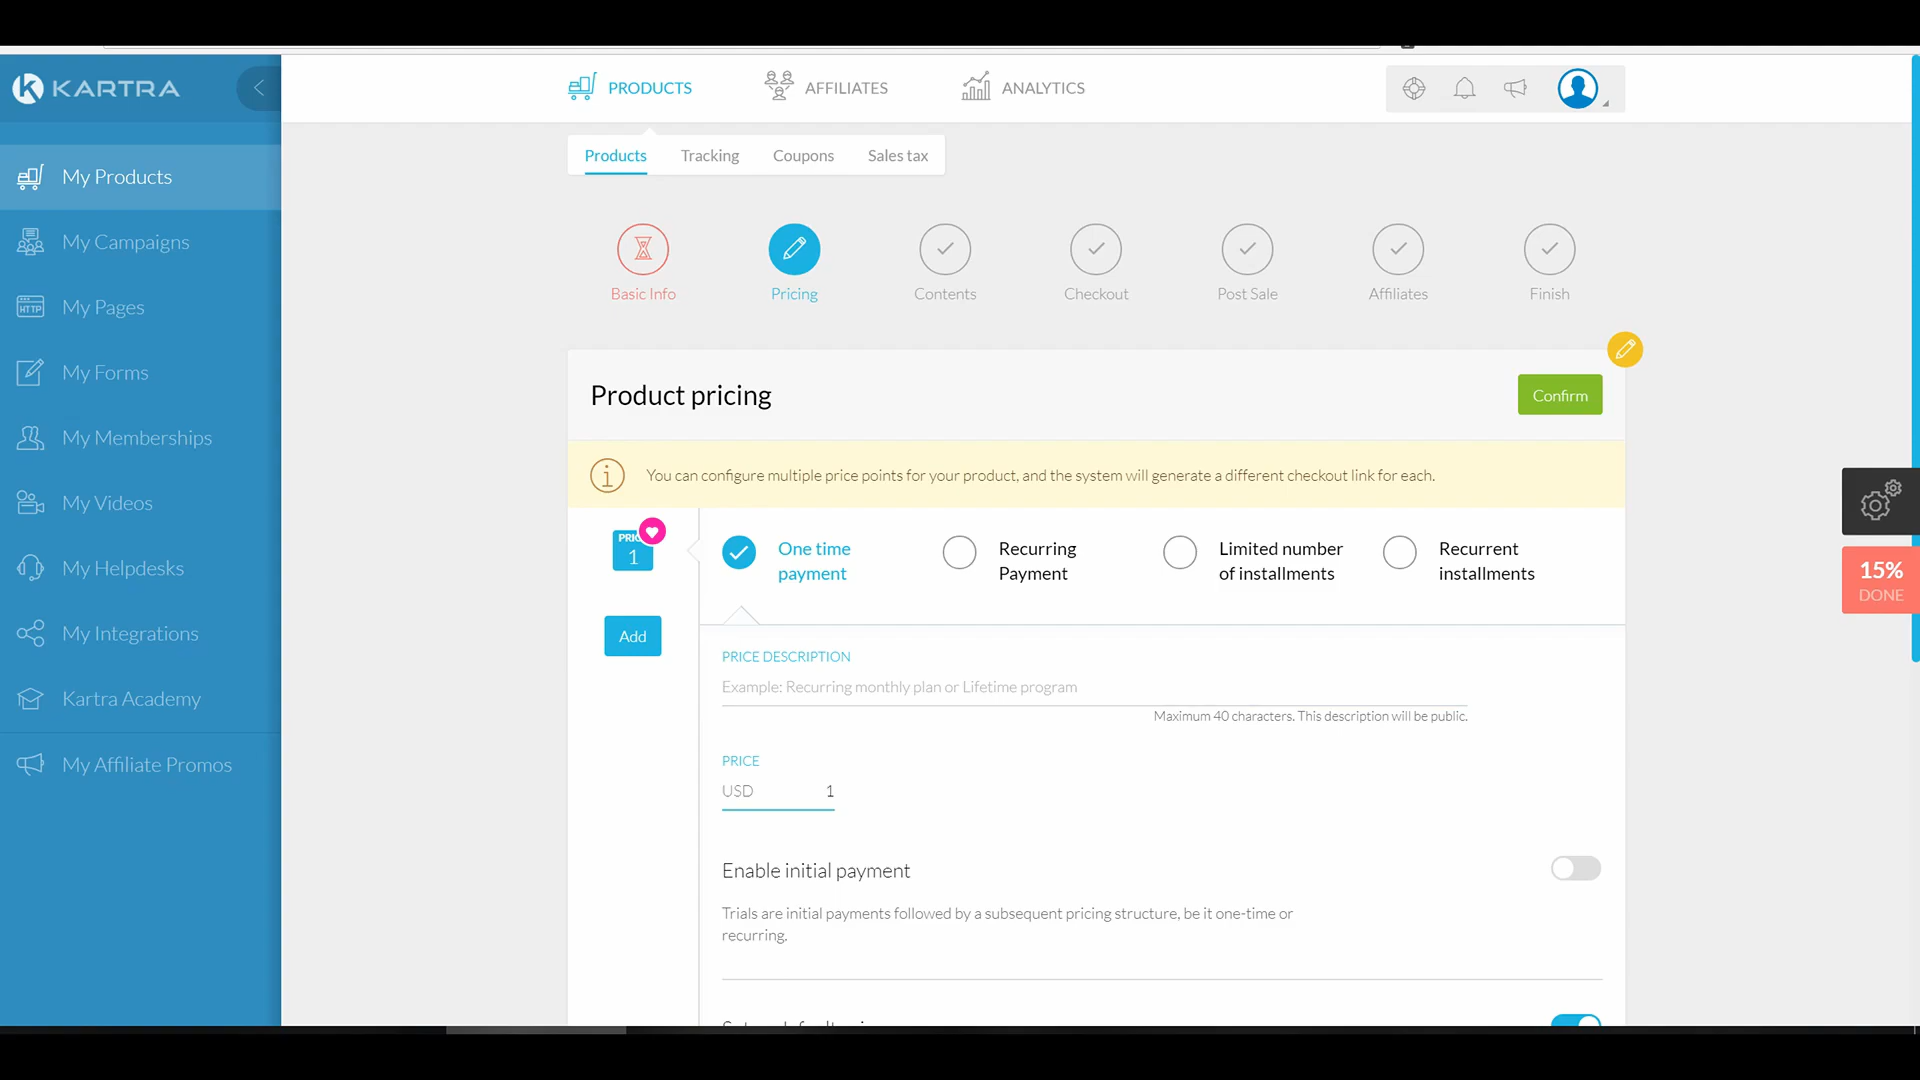 KARTRA
PRODUCTS
AFFILIATES
ANALYTICS
Products
Tracking
Coupons
Sales tax
My Products
My Campaigns
My Pages
My Forms
My Memberships
My Videos
My Helpdesks
My Integrations
Kartra Academy
My Affiliate Promos
HTTP
Basic Info
Pricing
Contents
Checkout
Post Sale
Affiliates
Finish
Product pricing
Confirm
You can configure multiple price points for your product, and the system will generate a different checkout link for each.
1
Add
One time
payment
Recurring
Payment
Limited number
of installments
Recurrent
installments
PRICE DESCRIPTION
Example: Recurring monthly plan or Lifetime program
Maximum 40 characters. This description will be public.
PRICE
USD 1
Enable initial payment
Trials are initial payments followed by a subsequent pricing structure, be it one-time or
recurring.
15%
DONE